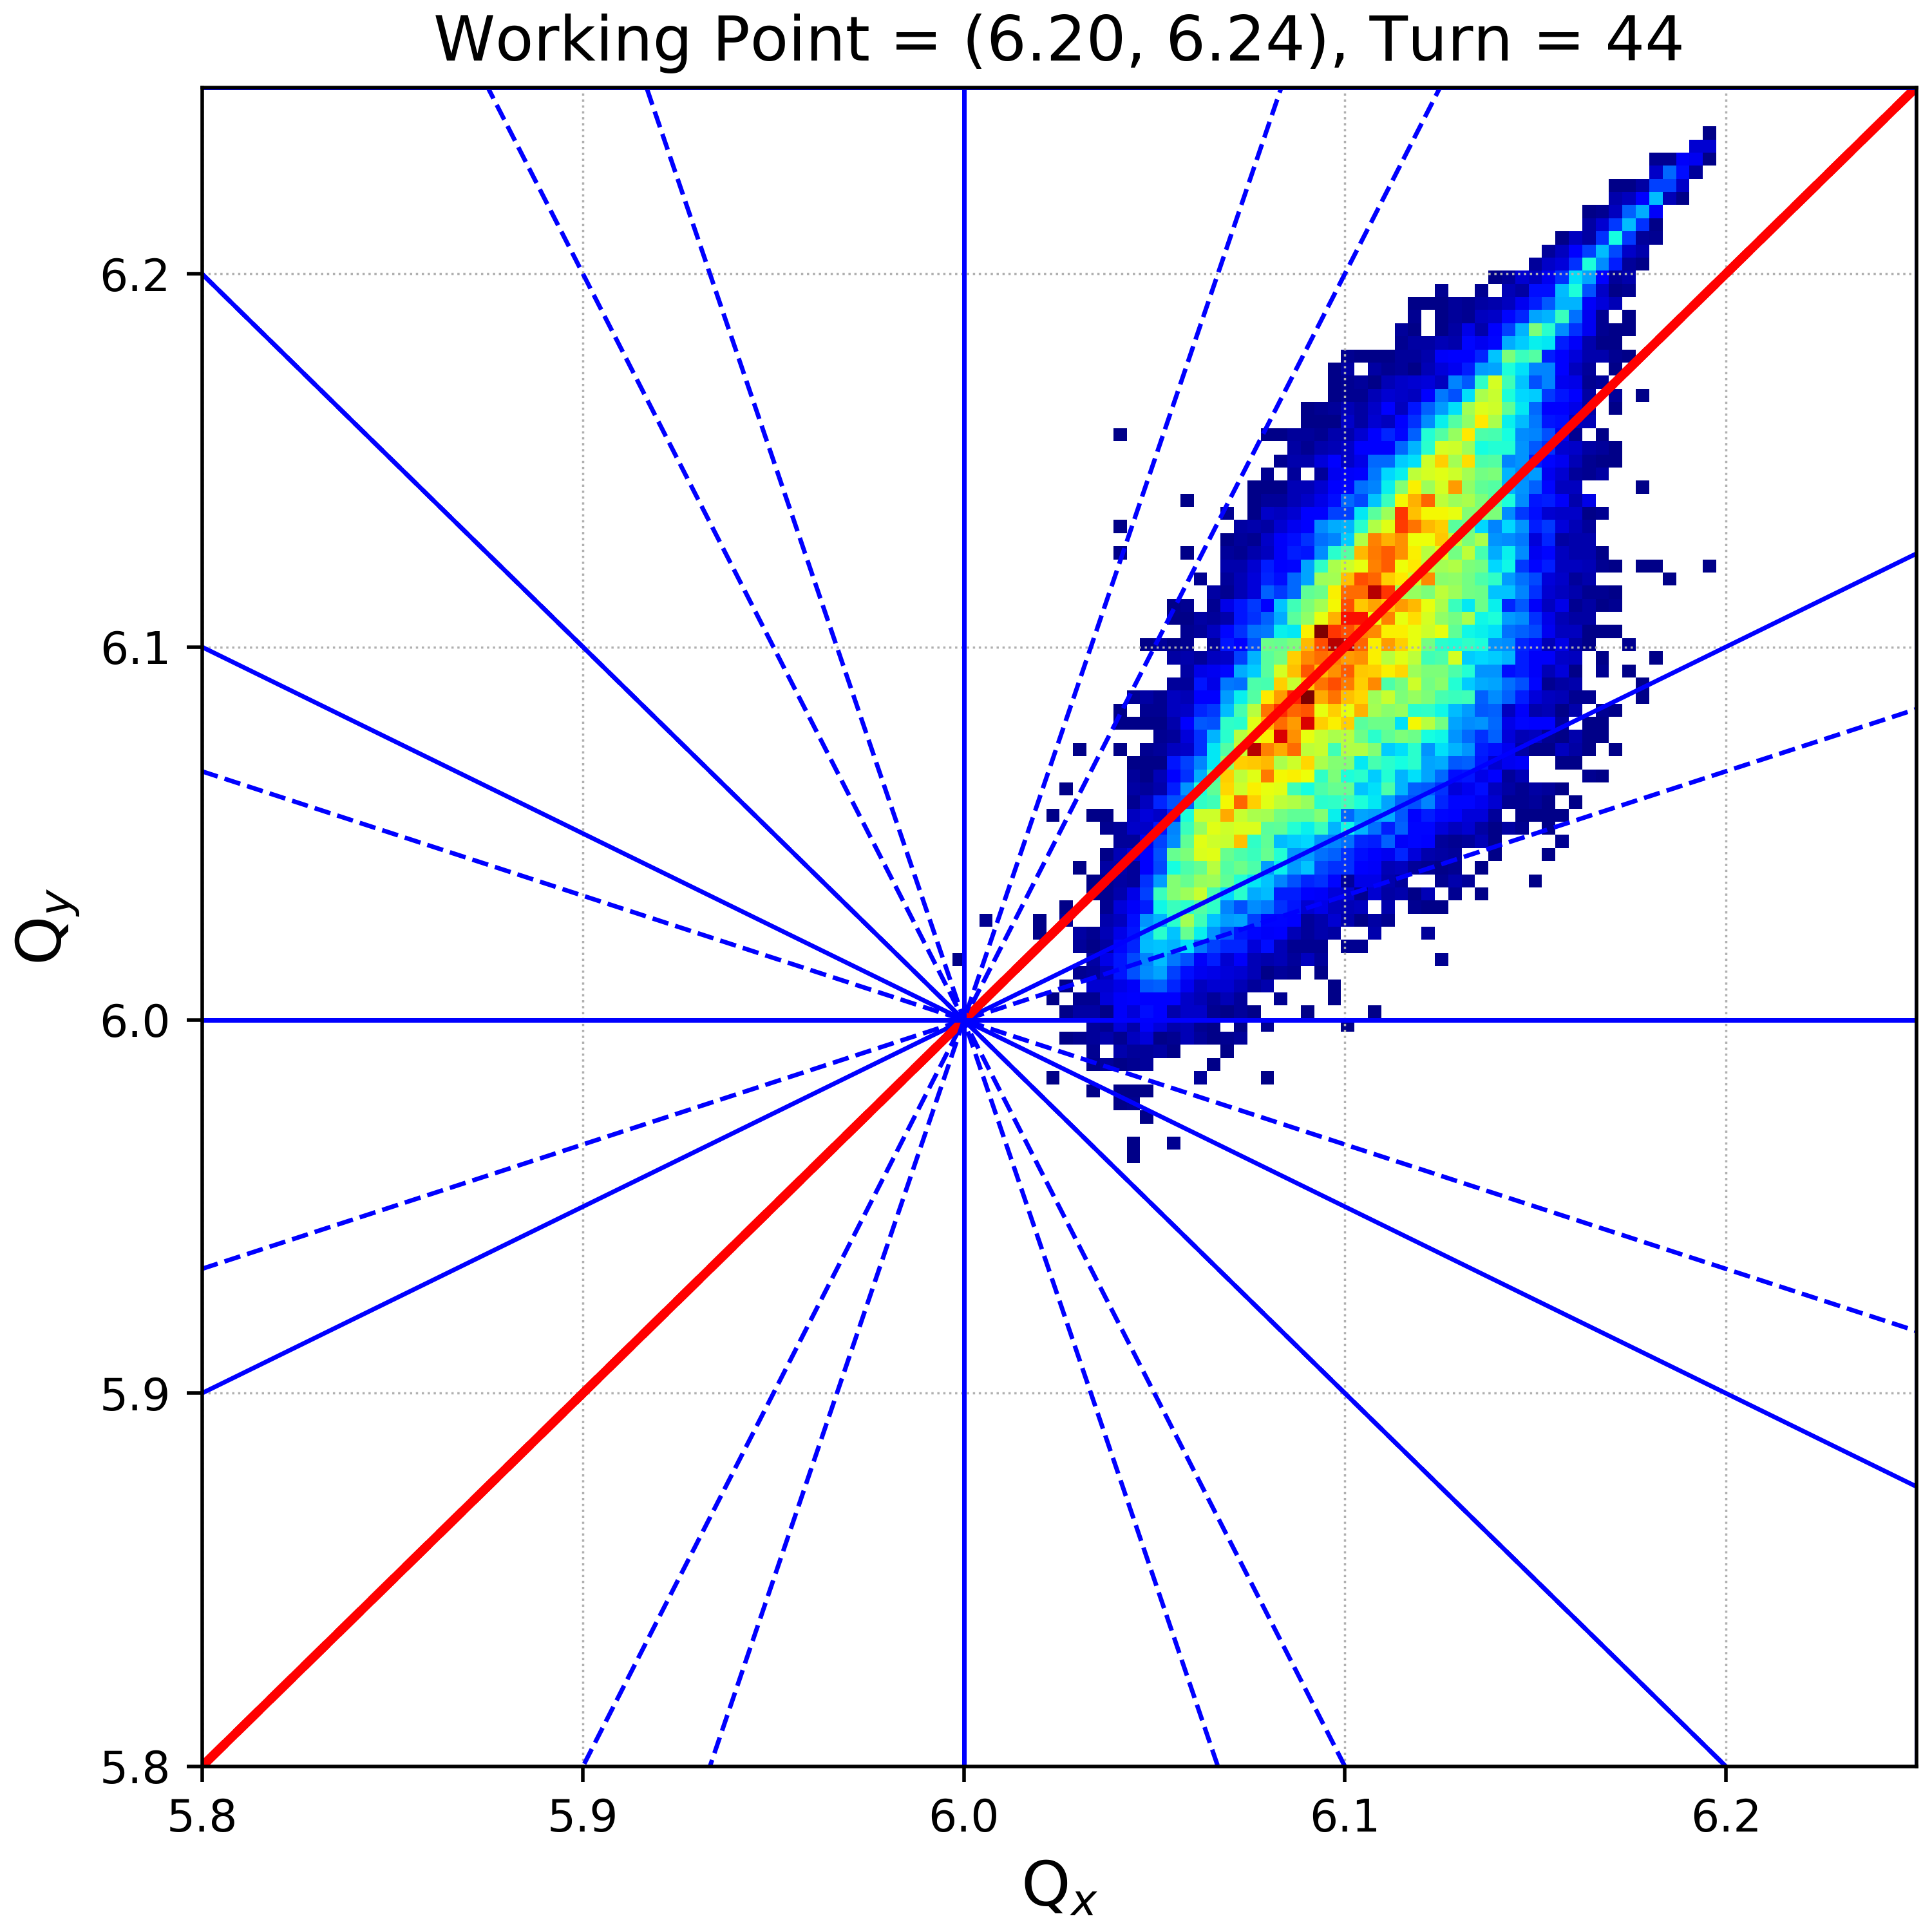 Working Point = (6.20, 6.24), Turn = 44
6.2
6.1
6.0
5.9
5.8
Qy
5.8 5.9 6.0 6.1 6.2
Qx